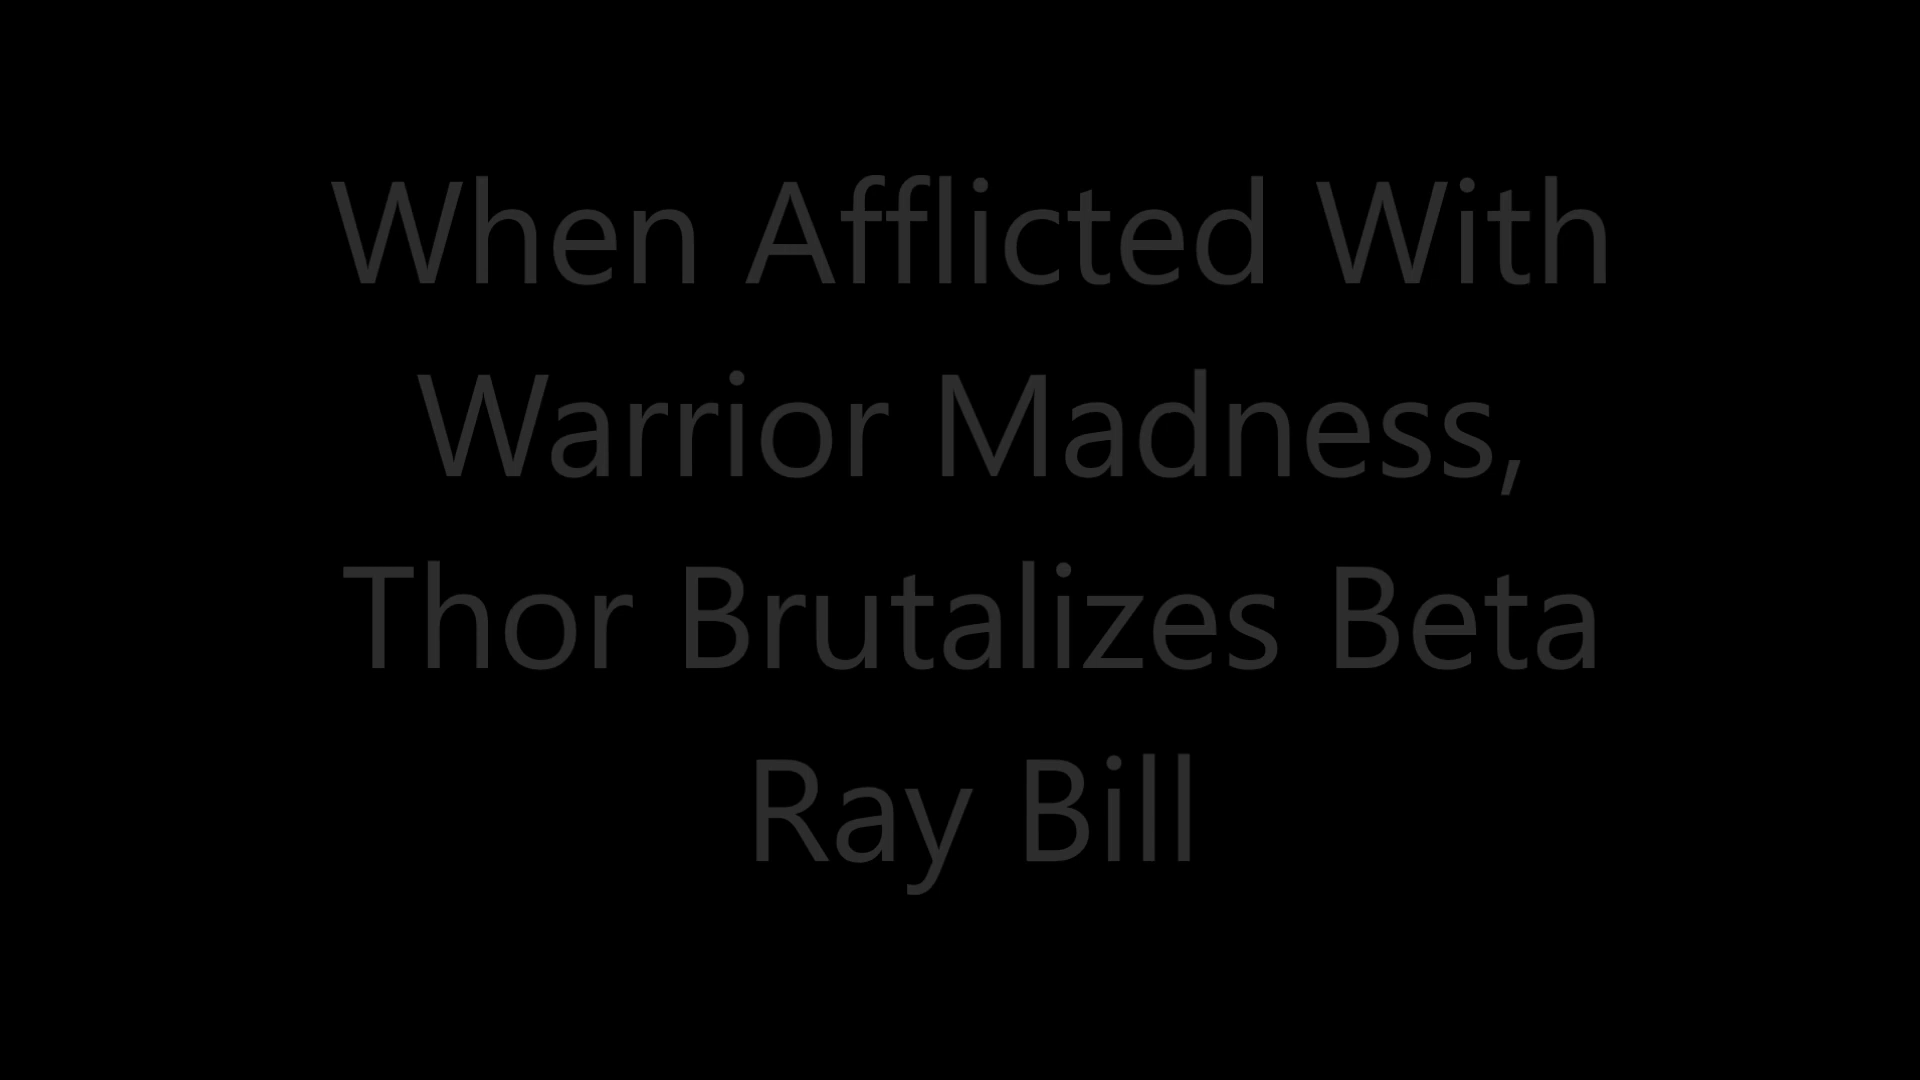 When Afflicted With
Warrior Madness,
Thor Brutalizes Beta
Ray Bill